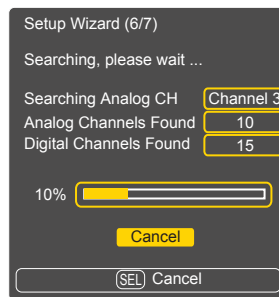 Setup Wizard (6/7)
Searching, please wait ...
Searching Analog CH Channel 3
Analog Channels Found 10
Digital Channels Found 15
10%
Cancel
SEL Cancel